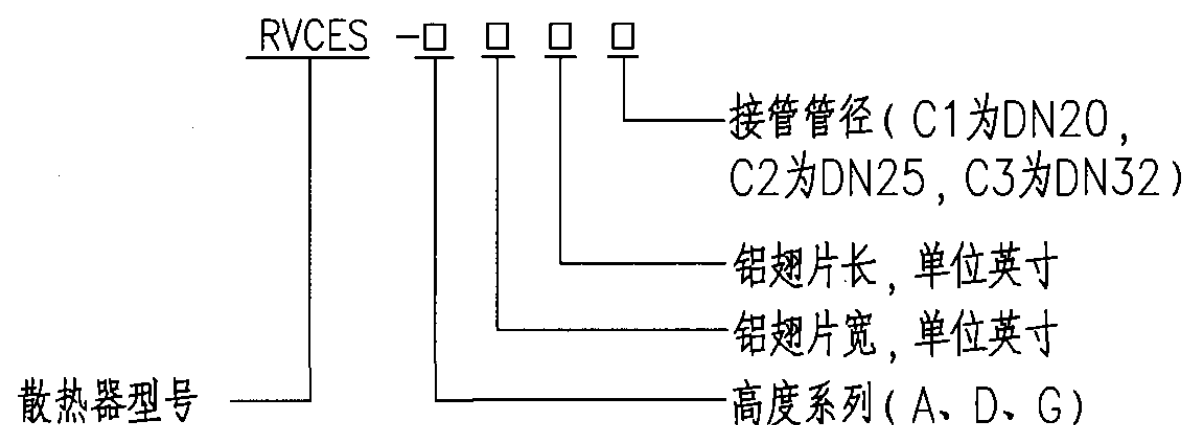 RVCES -□ □ □ □
接管管径( C1为DN20,
C2为DN25, C3为DN32)
铝翅片长, 单位英寸
铝翅片宽, 单位英寸
散热器型号
高度系列( A、D、G)